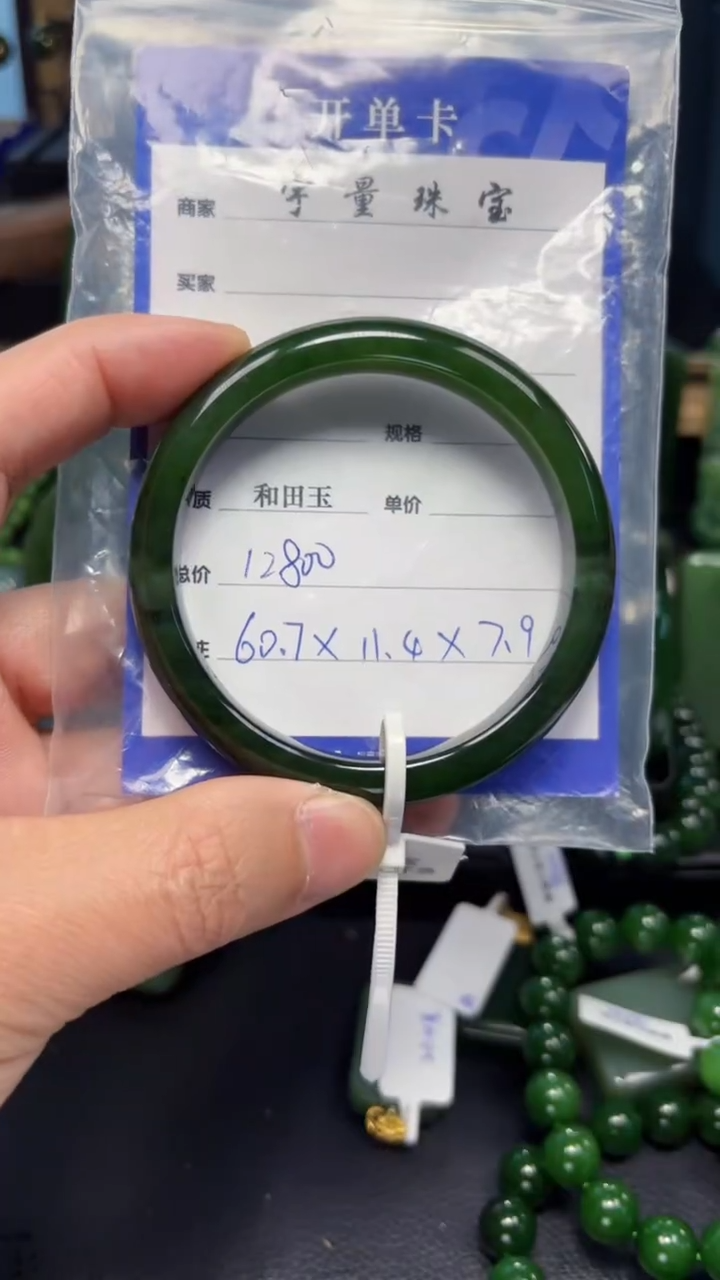 开单卡
商家 宇量珠宝
买家
规格
质 和田玉 单价
总价 12800
60.7×11.4×7.9